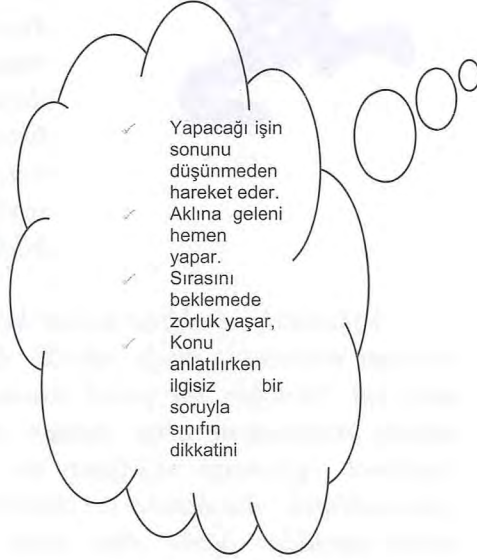 ✓ Yapacağı işin
sonunu
düşünmeden
hareket eder.
✓ Aklına geleni
hemen
yapar.
✓ Sırasını
beklemede
zorluk yaşar,
✓ Konu
anlatılırken
ilgisiz bir
soruyla
sınıfın
dikkatini